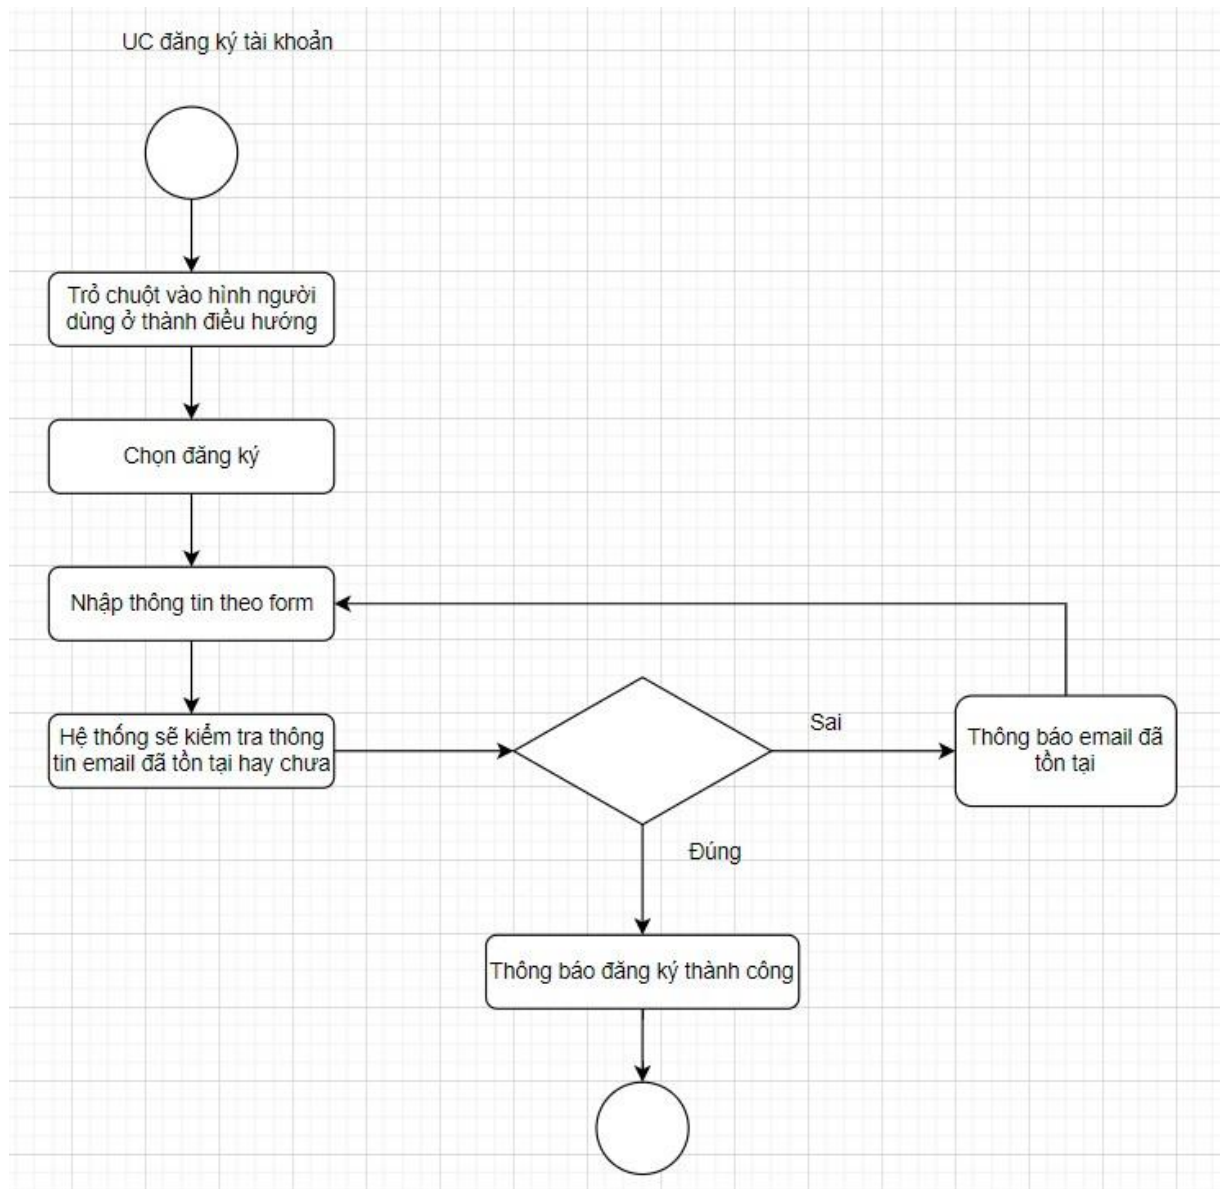 UC đăng ký tài khoản
Trỏ chuột vào hình người
dùng ở thành điều hướng
Chọn đăng ký
Nhập thông tin theo form
Hệ thống sẽ kiểm tra thông
tin email đã tồn tại hay chưa
Sai
Thông báo email đã
tồn tại
Đúng
Thông báo đăng ký thành công